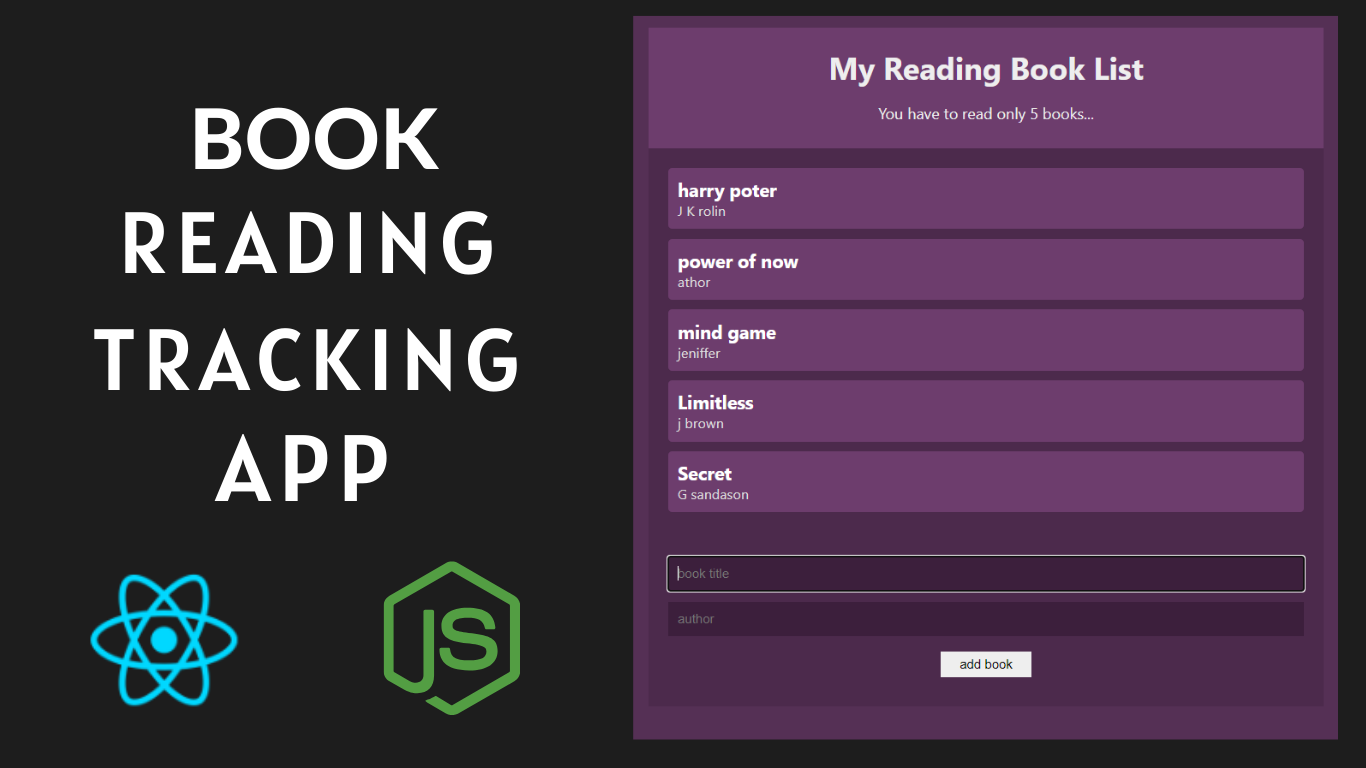 BOOK
READING
TRACKING
APP
JS
My Reading Book List
You have to read only 5 books...
harry poter
J K rolin
power of now
athor
mind game
jeniffer
Limitless
j brown
Secret
G sandason
book title
author
add book